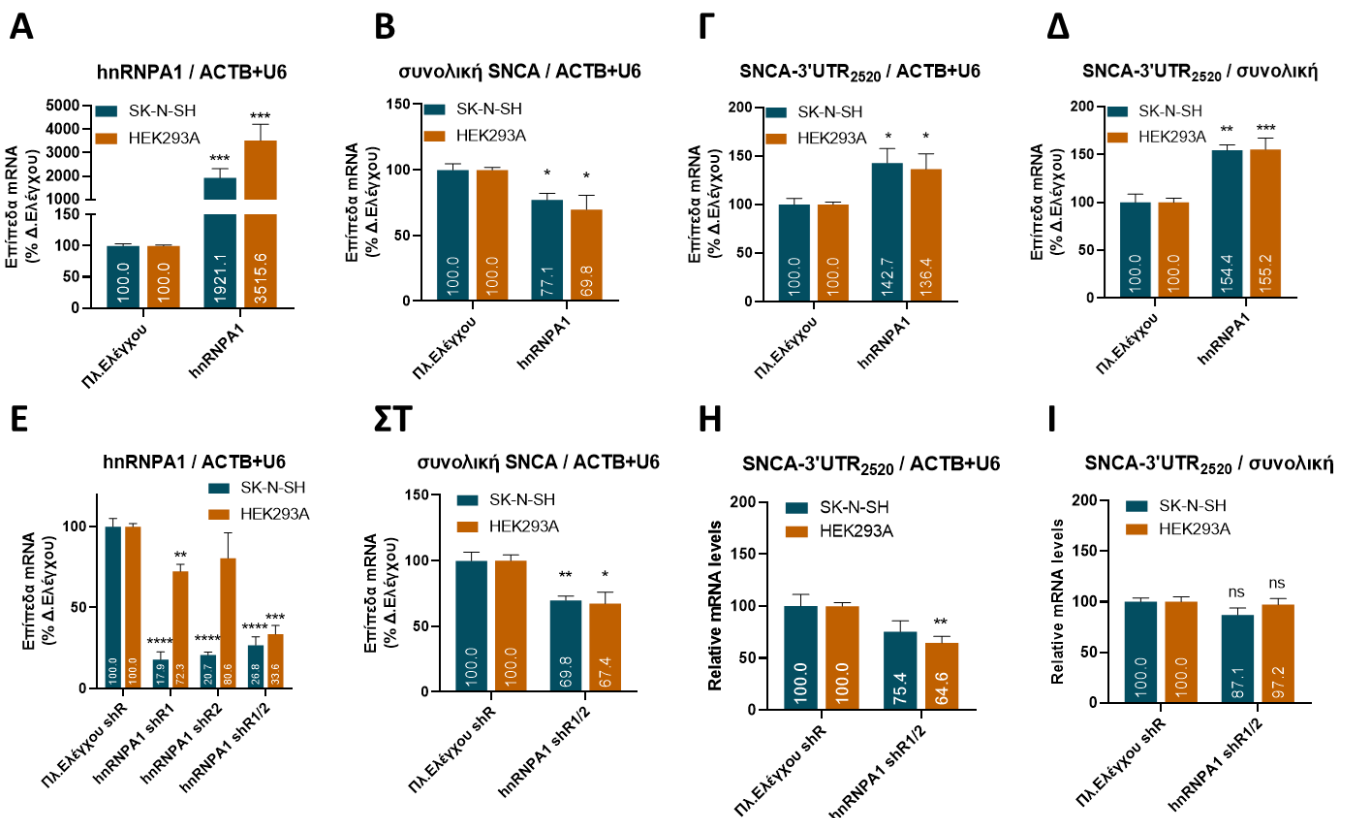 Α
hnRNPA1 / ACTB+U6
Επίπεδα mRNA
(% Δ.Ελέγχου)
5000
4000
3000
2000
1000
150
100
50
0
SK-N-SH
HEK293A
***
***
100.0
100.0
1921.1
3515.6
Πλ.Ελέγχου
hnRNPA1
Β
συνολική SNCA / ACTB+U6
Επίπεδα mRNA
(% Δ.Ελέγχου)
150
100
50
0
SK-N-SH
HEK293A
*
*
100.0
100.0
77.1
69.8
Πλ.Ελέγχου
hnRNPA1
Γ
SNCA-3'UTR2520 / ACTB+U6
Επίπεδα mRNA
(% Δ.Ελέγχου)
200
150
100
50
0
SK-N-SH
HEK293A
*
*
100.0
100.0
142.7
136.4
Πλ.Ελέγχου
hnRNPA1
Δ
SNCA-3'UTR2520 / συνολική
Επίπεδα mRNA
(% Δ.Ελέγχου)
200
150
100
50
0
SK-N-SH
HEK293A
**
***
100.0
100.0
154.4
155.2
Πλ.Ελέγχου
hnRNPA1
Ε
hnRNPA1 / ACTB+U6
Επίπεδα mRNA
(% Δ.Ελέγχου)
100
50
0
SK-N-SH
HEK293A
****
**
****
****
***
100.0
100.0
17.9
72.3
20.7
80.6
26.8
33.6
Πλ.Ελέγχου shR
hnRNPA1 shR1
hnRNPA1 shR2
hnRNPA1 shR1/2
ΣΤ
συνολική SNCA / ACTB+U6
Επίπεδα mRNA
(% Δ.Ελέγχου)
150
100
50
0
SK-N-SH
HEK293A
**
*
100.0
100.0
69.8
67.4
Πλ.Ελέγχου shR
hnRNPA1 shR1/2
Η
SNCA-3'UTR2520 / ACTB+U6
Relative mRNA levels
200
150
100
50
0
SK-N-SH
HEK293A
**
100.0
100.0
75.4
64.6
Πλ.Ελέγχου shR
hnRNPA1 shR1/2
Ι
SNCA-3'UTR2520 / συνολική
Relative mRNA levels
200
150
100
50
0
SK-N-SH
HEK293A
ns
ns
100.0
100.0
87.1
97.2
Πλ.Ελέγχου shR
hnRNPA1 shR1/2